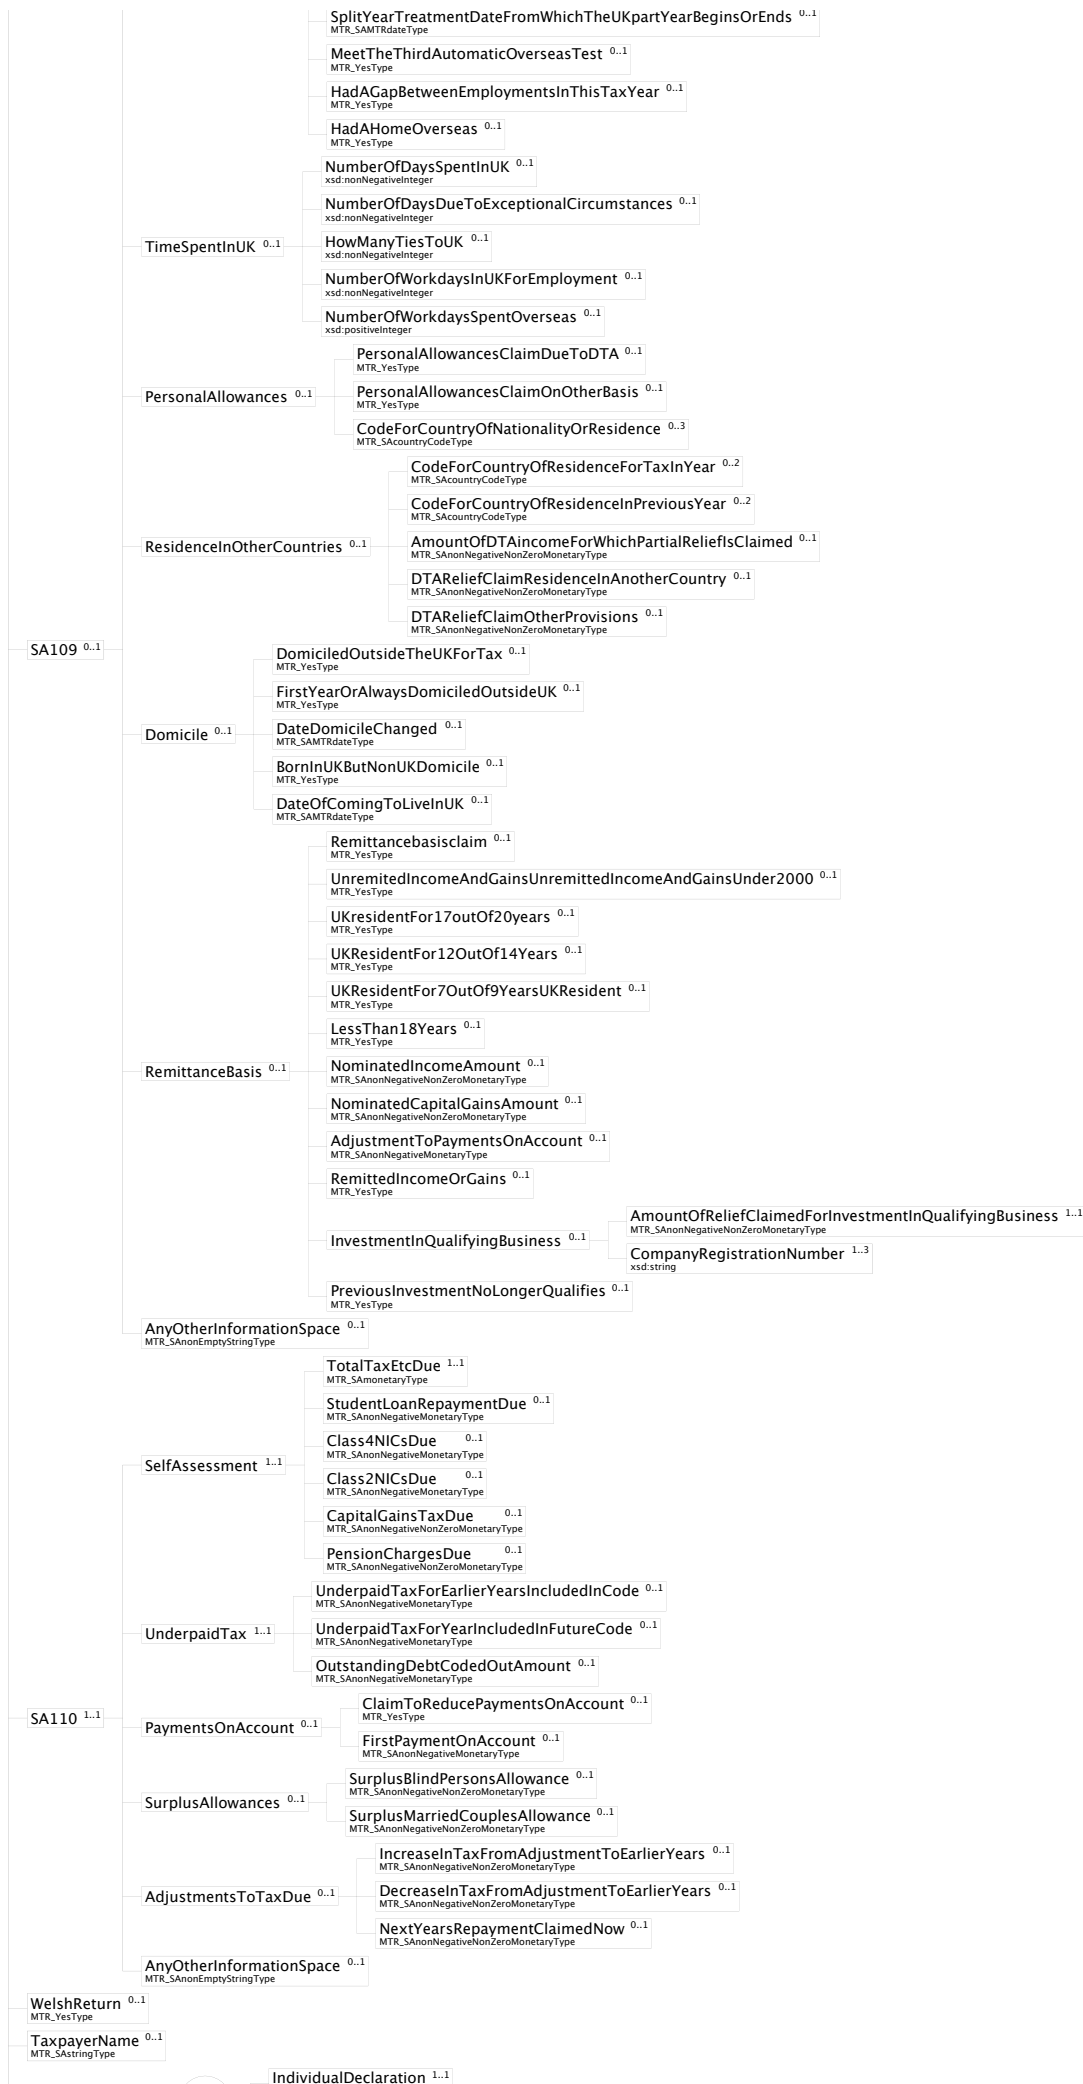 SplitYearTreatmentDateFromWhichTheUKpartYearBeginsOrEnds 0..1
MTR_SAMTRdateType
MeetTheThirdAutomaticOverseasTest 0..1
MTR_YesType
HadAGapBetweenEmploymentsInThisTaxYear 0..1
MTR_YesType
HadAHomeOverseas 0..1
MTR_YesType
TimeSpentInUK 0..1
NumberOfDaysSpentInUK 0..1
xsd:nonNegativeInteger
NumberOfDaysDueToExceptionalCircumstances 0..1
xsd:nonNegativeInteger
HowManyTiesToUK 0..1
xsd:nonNegativeInteger
NumberOfWorkdaysInUKForEmployment 0..1
xsd:nonNegativeInteger
NumberOfWorkdaysSpentOverseas 0..1
xsd:positiveInteger
PersonalAllowances 0..1
PersonalAllowancesClaimDueToDTA 0..1
MTR_YesType
PersonalAllowancesClaimOnOtherBasis 0..1
MTR_YesType
CodeForCountryOfNationalityOrResidence 0..3
MTR_SAcountryCodeType
ResidenceInOtherCountries 0..1
CodeForCountryOfResidenceForTaxInYear 0..2
MTR_SAcountryCodeType
CodeForCountryOfResidenceInPreviousYear 0..2
MTR_SAcountryCodeType
AmountOfDTAincomeForWhichPartialReliefIsClaimed 0..1
MTR_SAnonNegativeNonZeroMonetaryType
DTAReliefClaimResidenceInAnotherCountry 0..1
MTR_SAnonNegativeNonZeroMonetaryType
DTAReliefClaimOtherProvisions 0..1
MTR_SAnonNegativeNonZeroMonetaryType
SA109 0..1
Domicile 0..1
DomiciledOutsideTheUKForTax 0..1
MTR_YesType
FirstYearOrAlwaysDomiciledOutsideUK 0..1
MTR_YesType
DateDomicileChanged 0..1
MTR_SAMTRdateType
BornInUKButNonUKDomicile 0..1
MTR_YesType
DateOfComingToLiveInUK 0..1
MTR_SAMTRdateType
RemittanceBasis 0..1
Remittancebasisclaim 0..1
MTR_YesType
UnremitedIncomeAndGainsUnremittedIncomeAndGainsUnder2000 0..1
MTR_YesType
UKresidentFor17outOf20years 0..1
MTR_YesType
UKResidentFor12OutOf14Years 0..1
MTR_YesType
UKResidentFor7OutOf9YearsUKResident 0..1
MTR_YesType
LessThan18Years 0..1
MTR_YesType
NominatedIncomeAmount 0..1
MTR_SAnonNegativeNonZeroMonetaryType
NominatedCapitalGainsAmount 0..1
MTR_SAnonNegativeNonZeroMonetaryType
AdjustmentToPaymentsOnAccount 0..1
MTR_SAnonNegativeMonetaryType
RemittedIncomeOrGains 0..1
MTR_YesType
InvestmentInQualifyingBusiness 0..1
AmountOfReliefClaimedForInvestmentInQualifyingBusiness 1..1
MTR_SAnonNegativeNonZeroMonetaryType
CompanyRegistrationNumber 1..3
xsd:string
PreviousInvestmentNoLongerQualifies 0..1
MTR_YesType
AnyOtherInformationSpace 0..1
MTR_SAnonEmptyStringType
SelfAssessment 1..1
TotalTaxEtcDue 1..1
MTR_SAmonetaryType
StudentLoanRepaymentDue 0..1
MTR_SAnonNegativeMonetaryType
Class4NICsDue 0..1
MTR_SAnonNegativeMonetaryType
Class2NICsDue 0..1
MTR_SAnonNegativeMonetaryType
CapitalGainsTaxDue 0..1
MTR_SAnonNegativeNonZeroMonetaryType
PensionChargesDue 0..1
MTR_SAnonNegativeNonZeroMonetaryType
UnderpaidTax 1..1
UnderpaidTaxForEarlierYearsIncludedInCode 0..1
MTR_SAnonNegativeMonetaryType
UnderpaidTaxForYearIncludedInFutureCode 0..1
MTR_SAnonNegativeMonetaryType
OutstandingDebtCodedOutAmount 0..1
MTR_SAnonNegativeMonetaryType
SA110 1..1
PaymentsOnAccount 0..1
ClaimToReducePaymentsOnAccount 0..1
MTR_YesType
FirstPaymentOnAccount 0..1
MTR_SAnonNegativeMonetaryType
SurplusAllowances 0..1
SurplusBlindPersonsAllowance 0..1
MTR_SAnonNegativeNonZeroMonetaryType
SurplusMarriedCouplesAllowance 0..1
MTR_SAnonNegativeNonZeroMonetaryType
AdjustmentsToTaxDue 0..1
IncreaseInTaxFromAdjustmentToEarlierYears 0..1
MTR_SAnonNegativeNonZeroMonetaryType
DecreaseInTaxFromAdjustmentToEarlierYears 0..1
MTR_SAnonNegativeNonZeroMonetaryType
NextYearsRepaymentClaimedNow 0..1
MTR_SAnonNegativeNonZeroMonetaryType
AnyOtherInformationSpace 0..1
MTR_SAnonEmptyStringType
WelshReturn 0..1
MTR_YesType
TaxpayerName 0..1
MTR_SAstringType
IndividualDeclaration 1..1